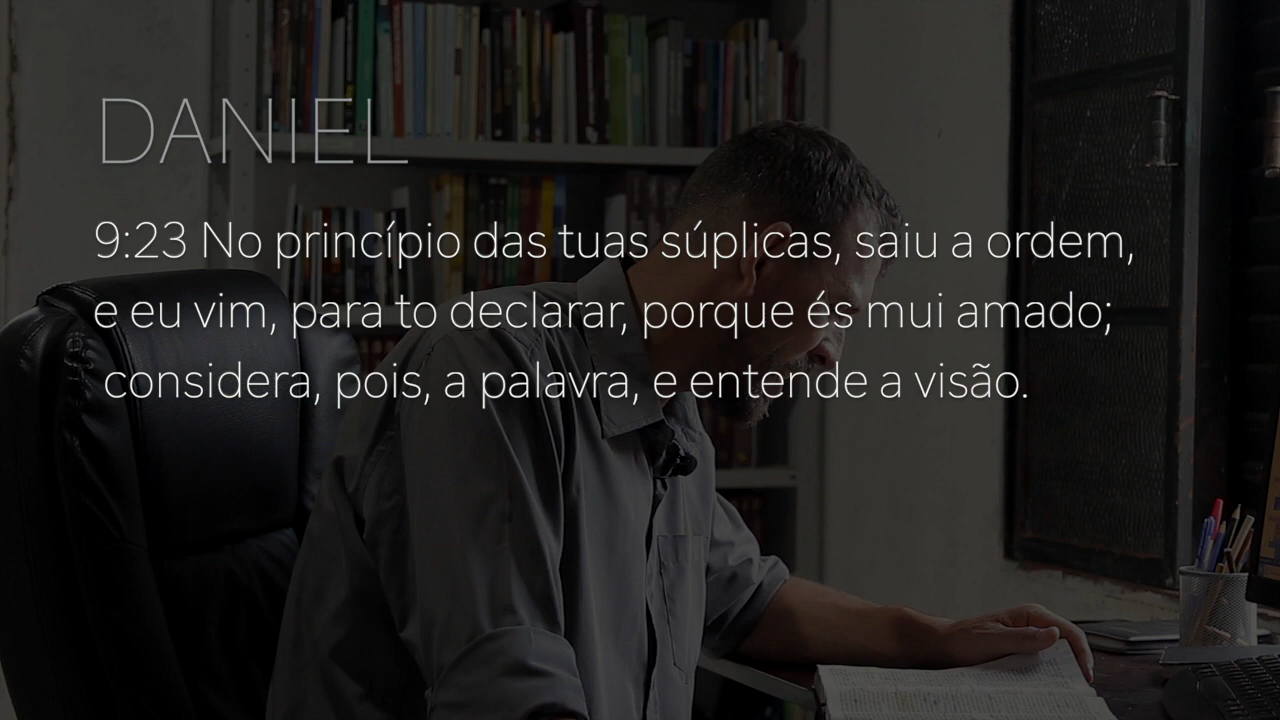 DANIEL
9:23 No princípio das tuas súplicas, saiu a ordem,
e eu vim, para to declarar, porque és mui amado;
considera, pois, a palavra, e entende a visão.